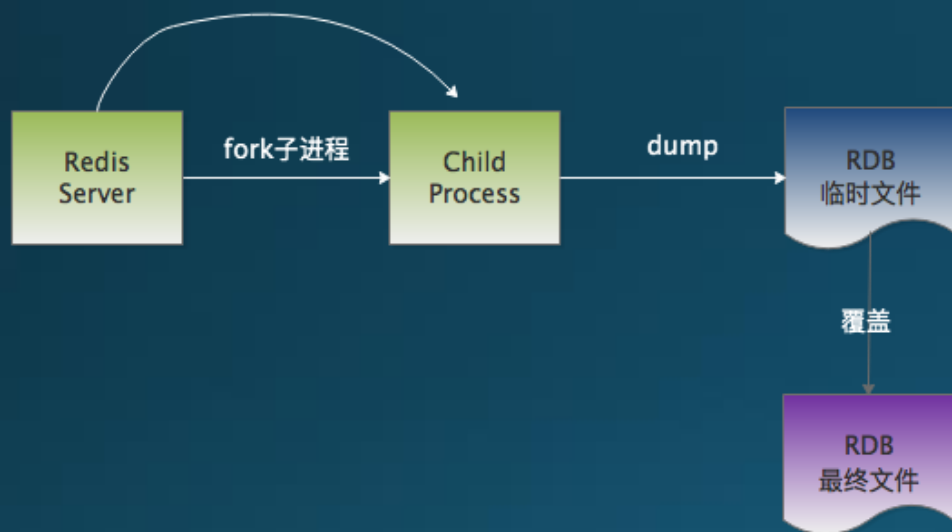 Redis
Server
fork子进程
Child
Process
dump
RDB
临时文件
覆盖
RDB
最终文件